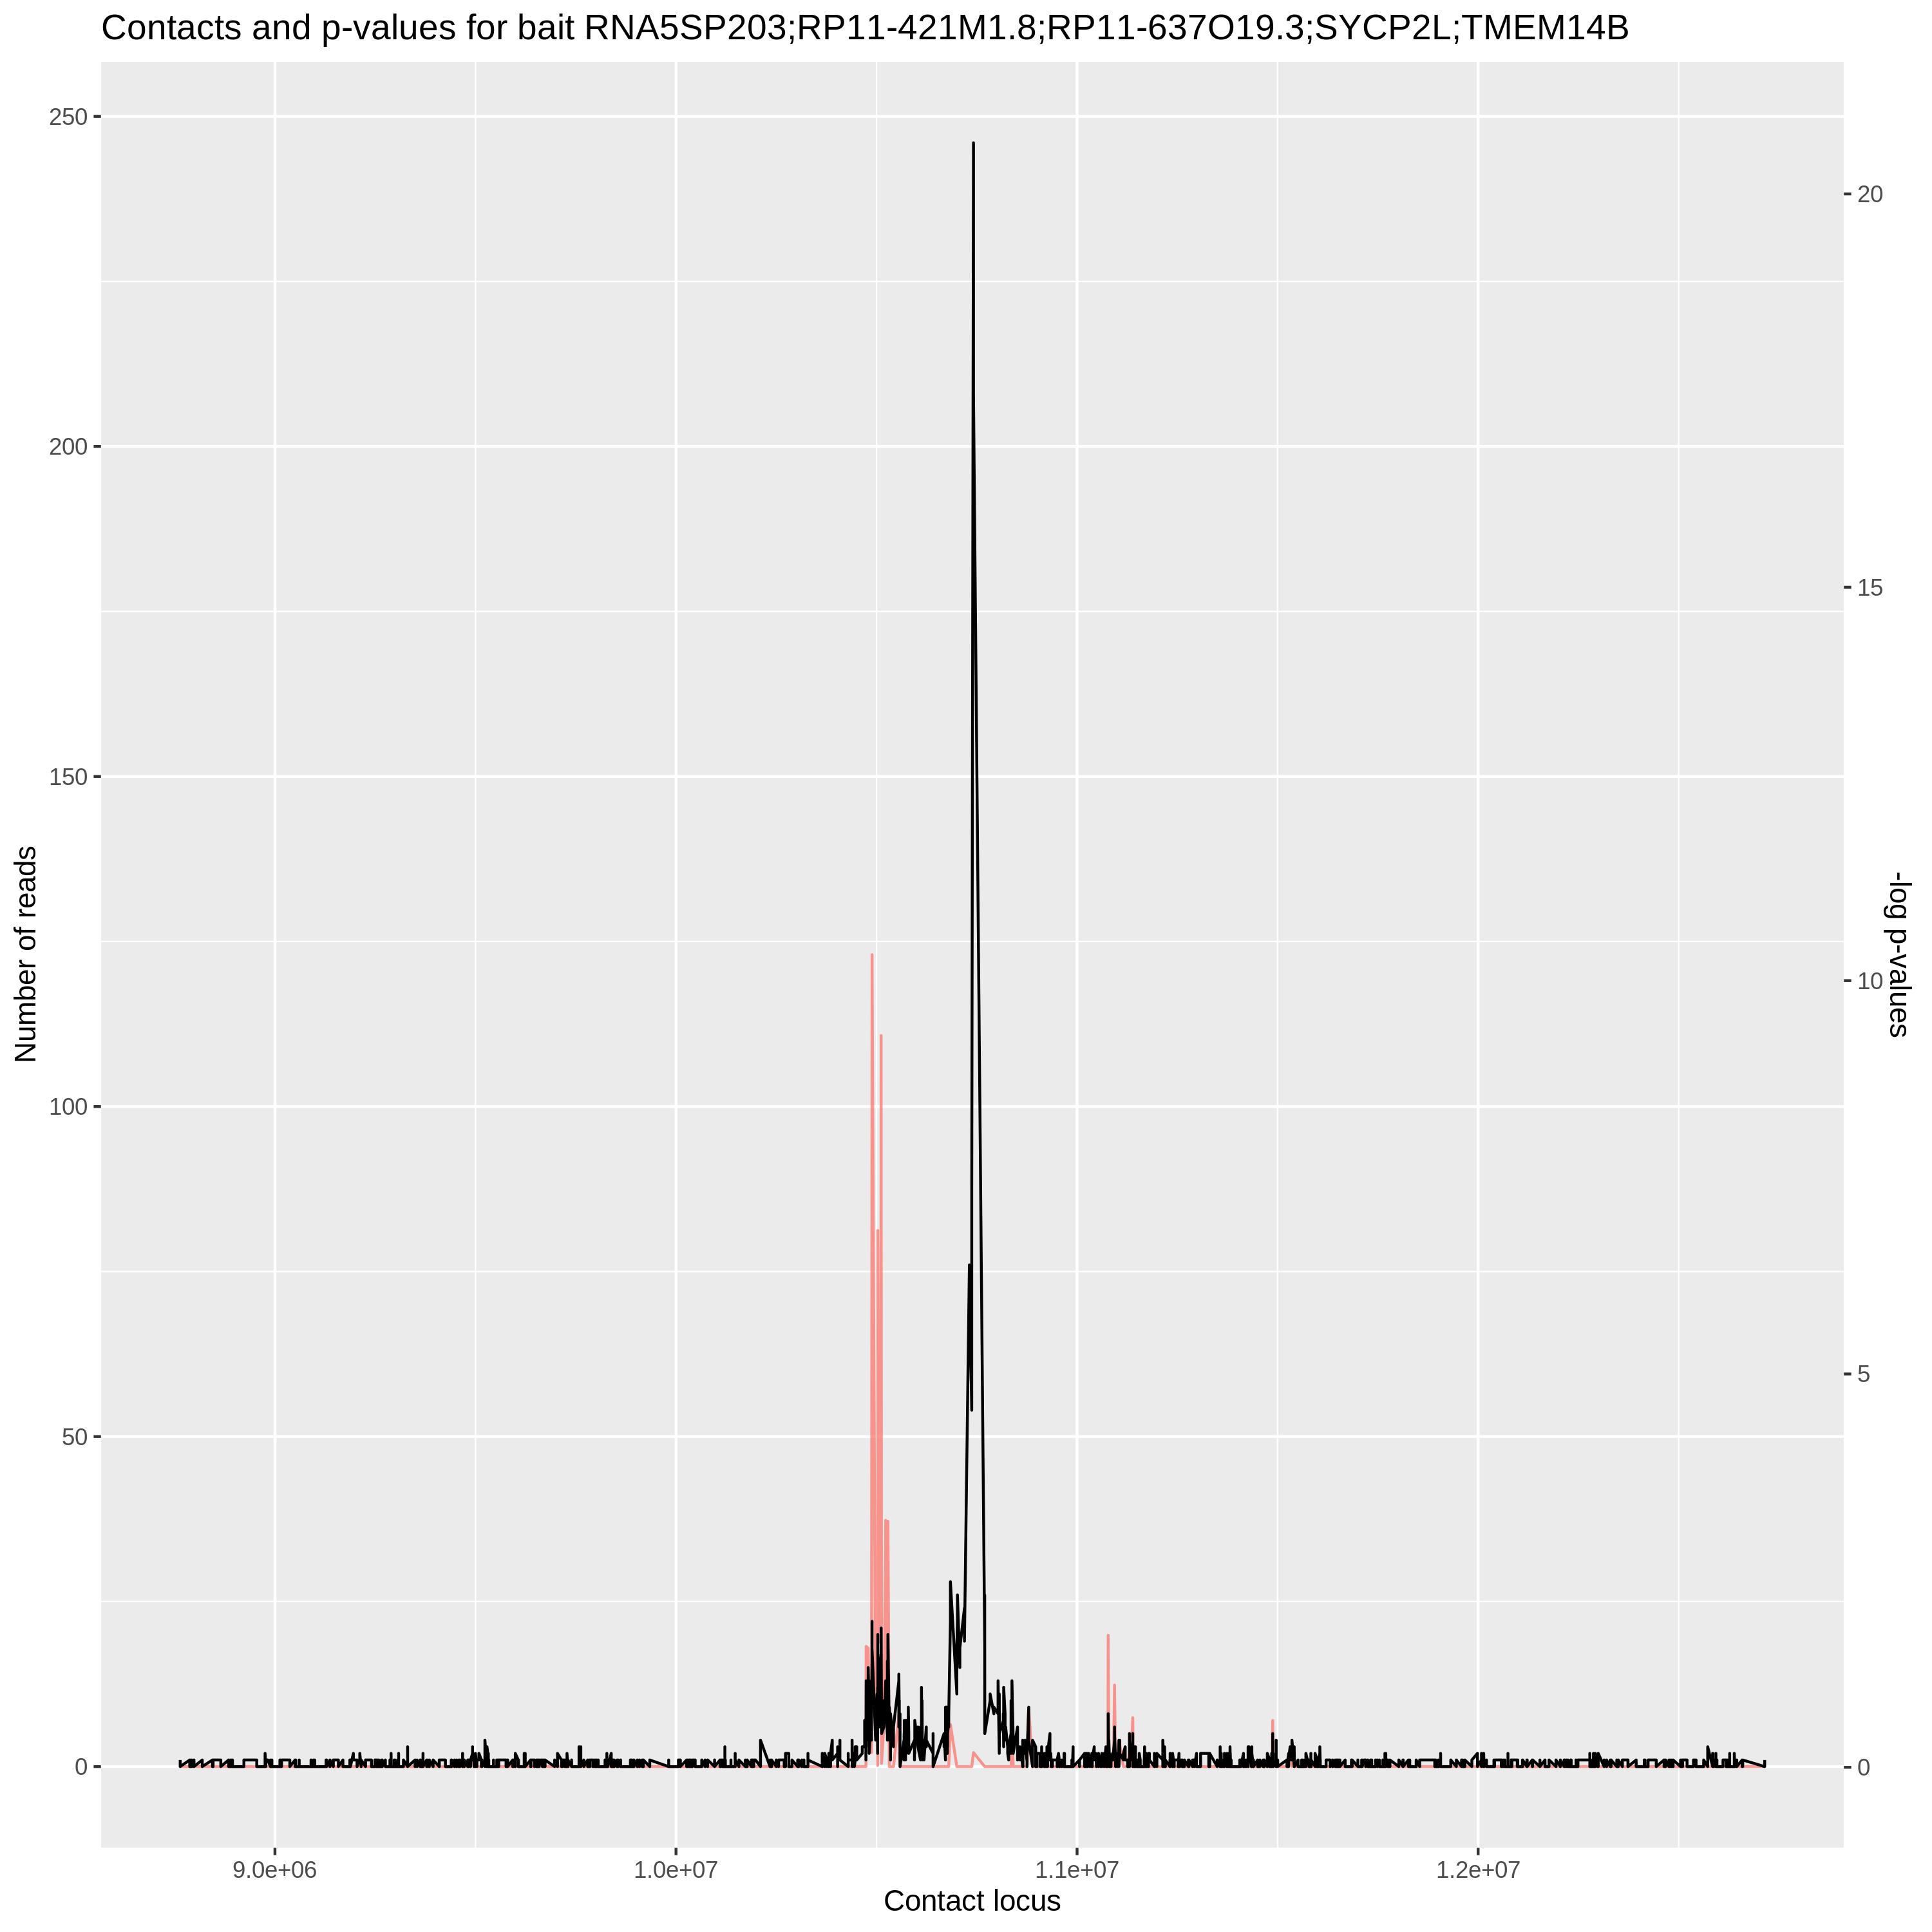 Contacts and p-values for bait RNA5SP203;RP11-421M1.8;RP11-637O19.3;SYCP2L;TMEM14B
250
200
150
100
50
0
Number of reads
20
15
10
5
0
-log p-values
9.0e+06
1.0e+07
1.1e+07
1.2e+07
Contact locus